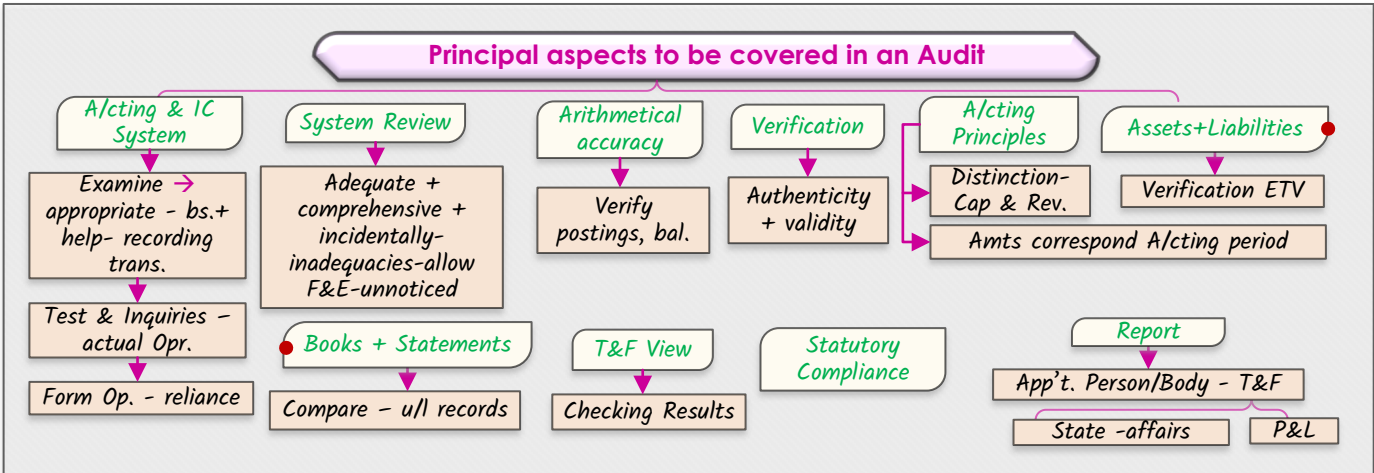 Principal aspects to be covered in an Audit
A/cting & IC
System
Examine →
appropriate - bs.+
help- recording
trans.
Test & Inquiries –
actual Opr.
Form Op. - reliance
System Review
Adequate +
comprehensive +
incidentally-
inadequacies-allow
F&E-unnoticed
Arithmetical
accuracy
Verify
postings, bal.
Verification
Authenticity
+ validity
A/cting
Principles
Distinction-
Cap & Rev.
Amts correspond A/cting period
Assets+Liabilities
Verification ETV
Books + Statements
Compare – u/l records
T&F View
Checking Results
Statutory
Compliance
Report
App't. Person/Body - T&F
State -affairs
P&L